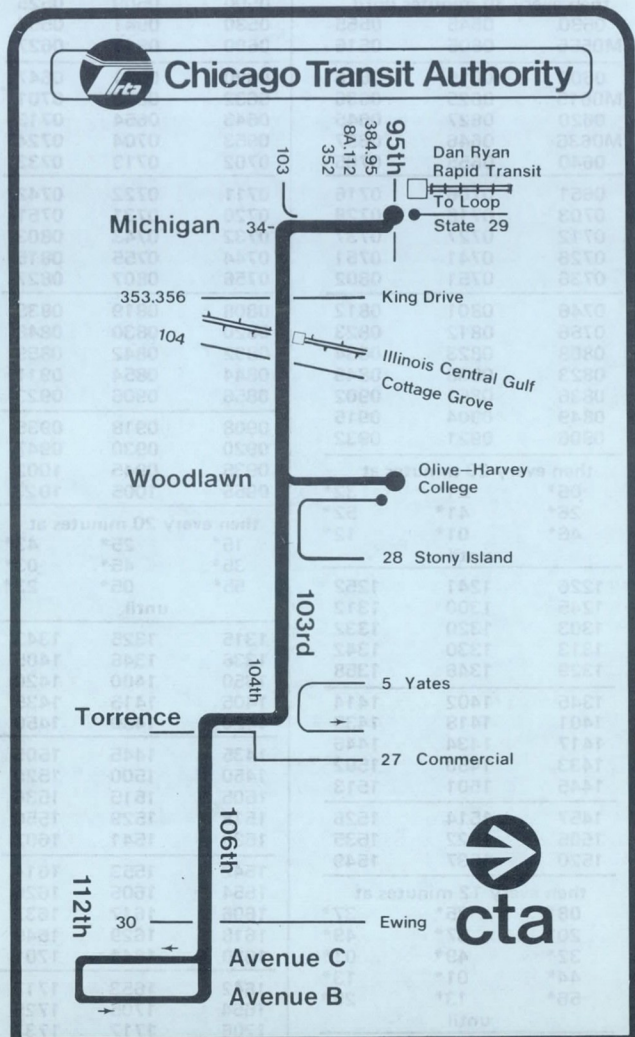 rta Chicago Transit Authority
95th
384.95
8A.112
352
103
Dan Ryan
Rapid Transit
To Loop
State 29
Michigan
34
353.356
King Drive
104
Illinois Central Gulf
Cottage Grove
Woodlawn
Olive–Harvey
College
28 Stony Island
103rd
104th
5 Yates
Torrence
27 Commercial
106th
112th
30
Ewing
cta
Avenue C
Avenue B